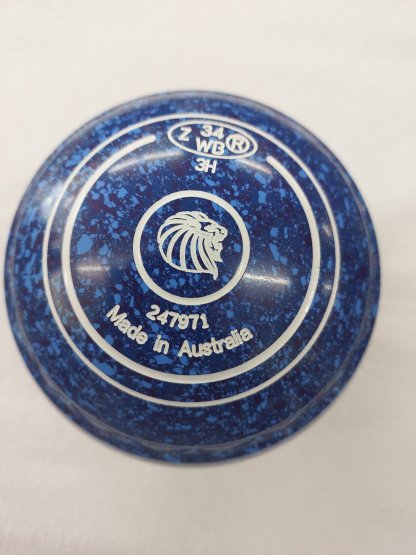 Z 34 R
WB
3H
247971
Made in Australia